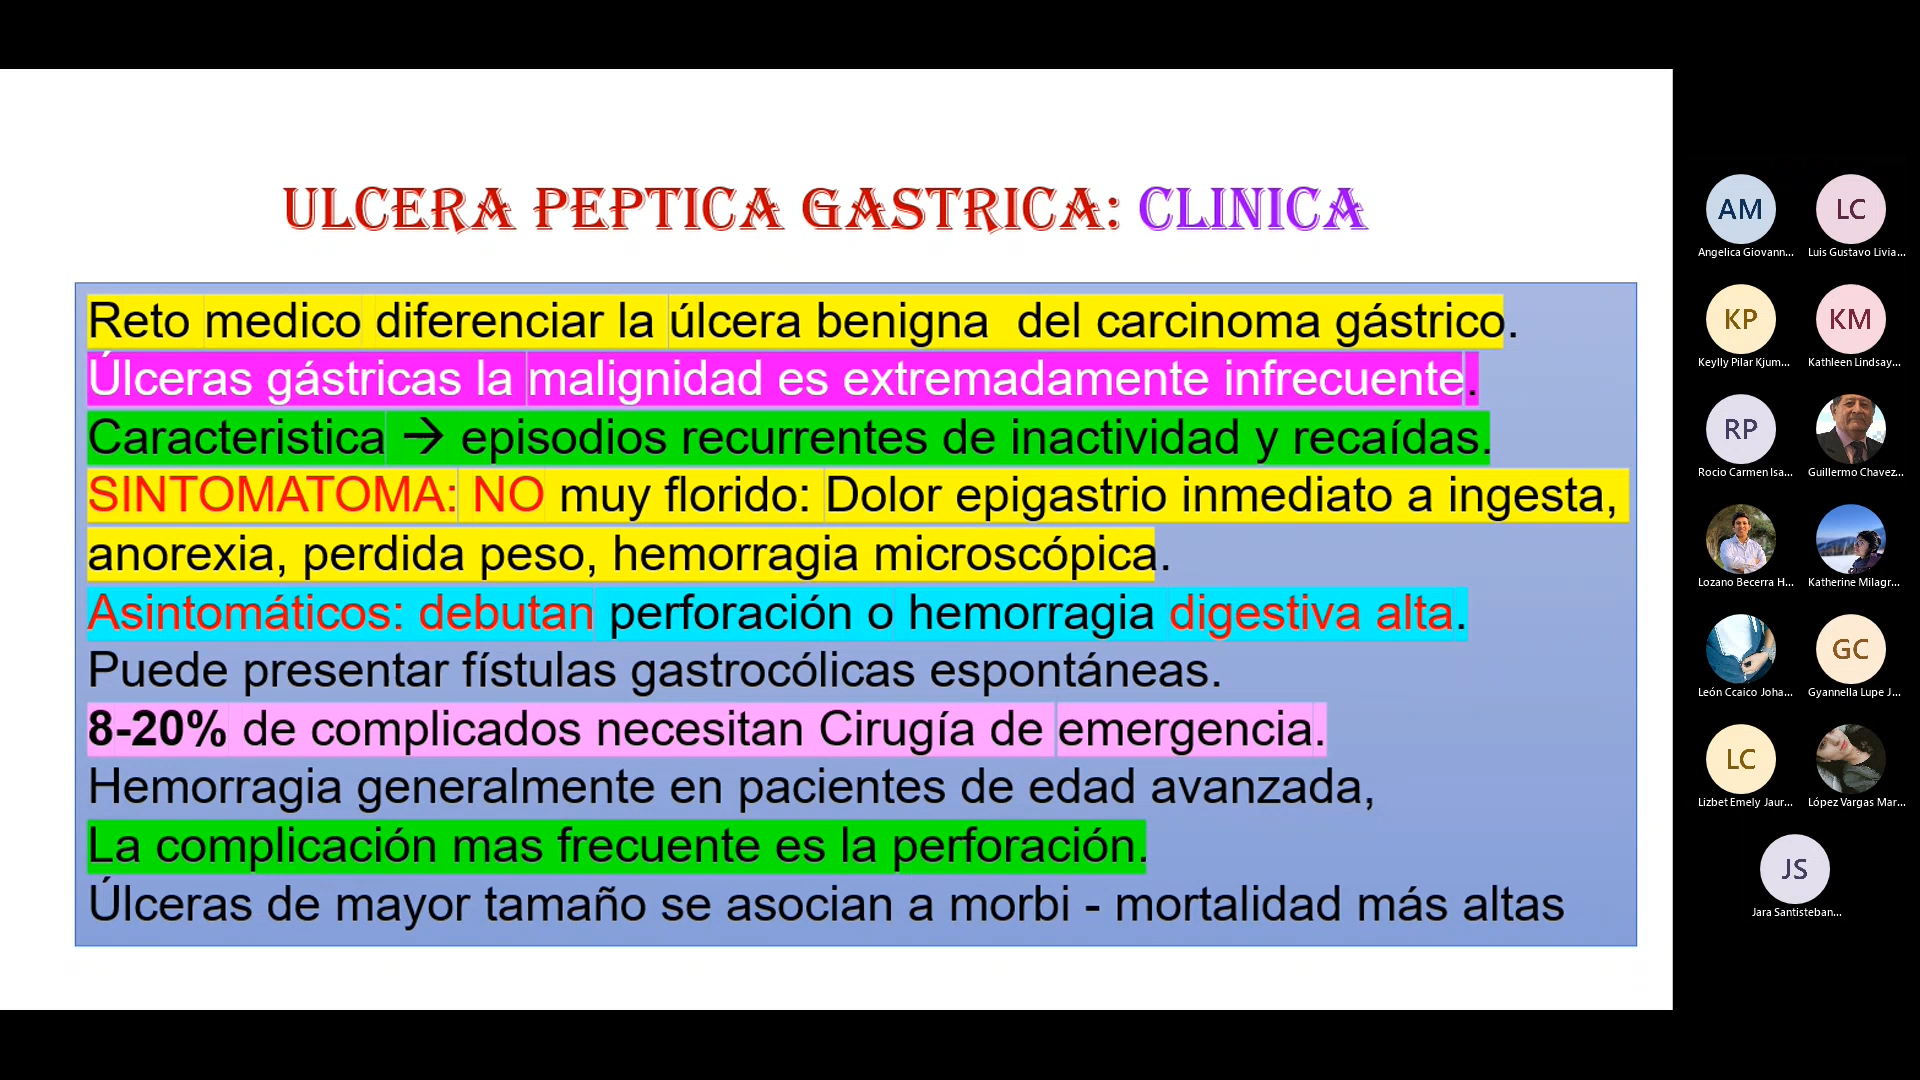 ULCERA PEPTICA GASTRICA: CLINICA
Reto medico diferenciar la úlcera benigna  del carcinoma gástrico.
Úlceras gástricas la malignidad es extremadamente infrecuente.
Caracteristica → episodios recurrentes de inactividad y recaídas.
SINTOMATOMA: NO muy florido: Dolor epigastrio inmediato a ingesta,
anorexia, perdida peso, hemorragia microscópica.
Asintomáticos: debutan perforación o hemorragia digestiva alta.
Puede presentar fístulas gastrocólicas espontáneas.
8-20% de complicados necesitan Cirugía de emergencia.
Hemorragia generalmente en pacientes de edad avanzada,
La complicación mas frecuente es la perforación.
Úlceras de mayor tamaño se asocian a morbi - mortalidad más altas
AM LC
Angelica Giovann... Luis Gustavo Livia...
KP KM
Keylly Pilar Kjum... Kathleen Lindsay...
RP
Rocio Carmen Isa... Guillermo Chavez...
Lozano Becerra H... Katherine Milagr...
GC
León Ccaico Joha... Gyannella Lupe J...
LC
Lizbet Emely Jaur... López Vargas Mar...
JS
Jara Santisteban...